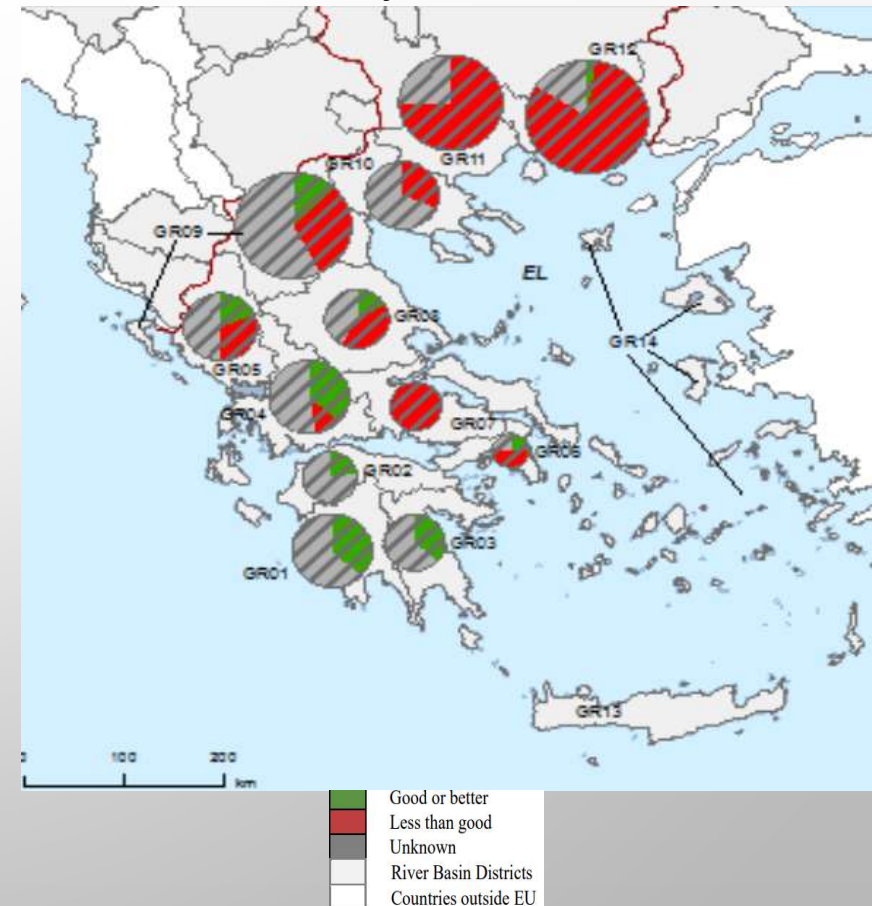 GR12
GR11
GR10
GR09
EL
GR08
GR14
GR05
GR04
GR07
GR06
GR02
GR03
GR01
GR13
100 200
km
Good or better
Less than good
Unknown
River Basin Districts
Countries outside EU